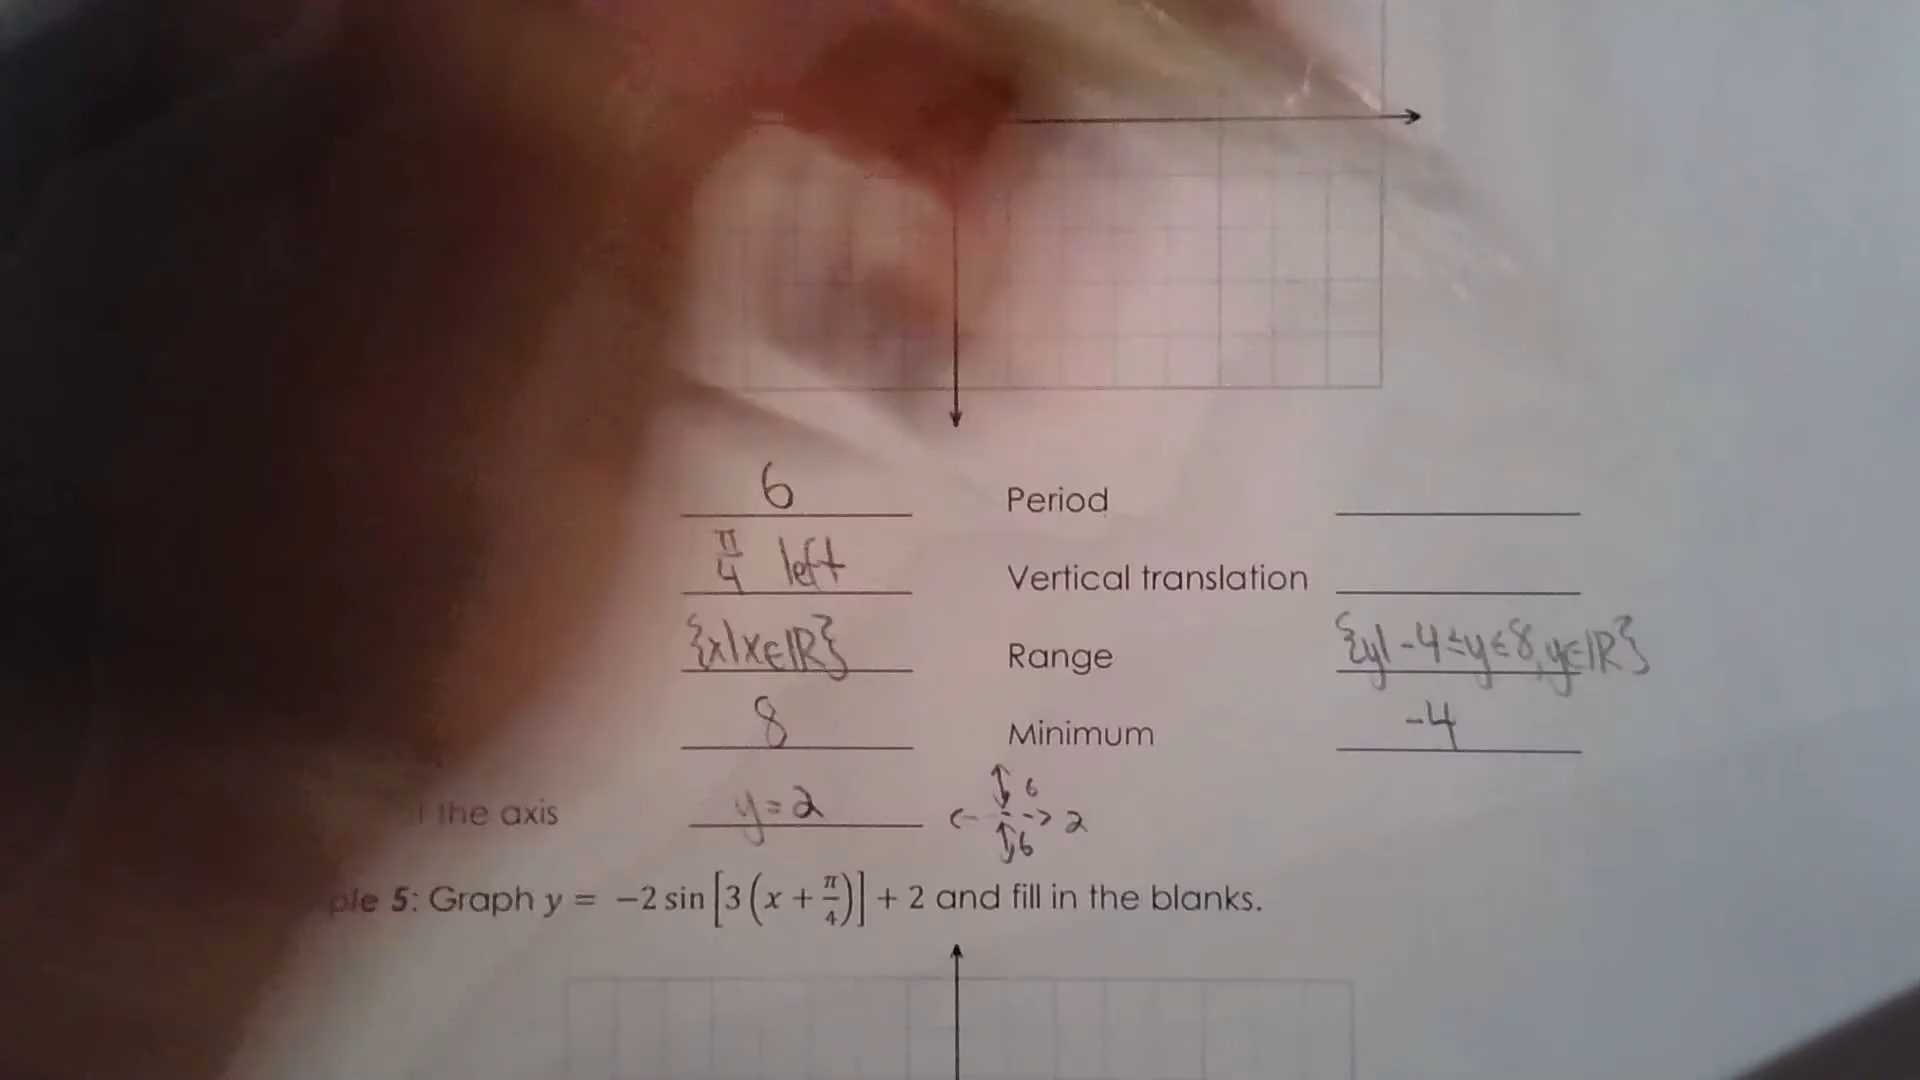 6 Period
π/4 left Vertical translation
{x|x∈ℝ} Range {y|-4≤y≤8, y∈ℝ}
8 Minimum -4
the axis y=2
6
2
6
5: Graph y = −2 sin [3 (x + π/4)] + 2 and fill in the blanks.